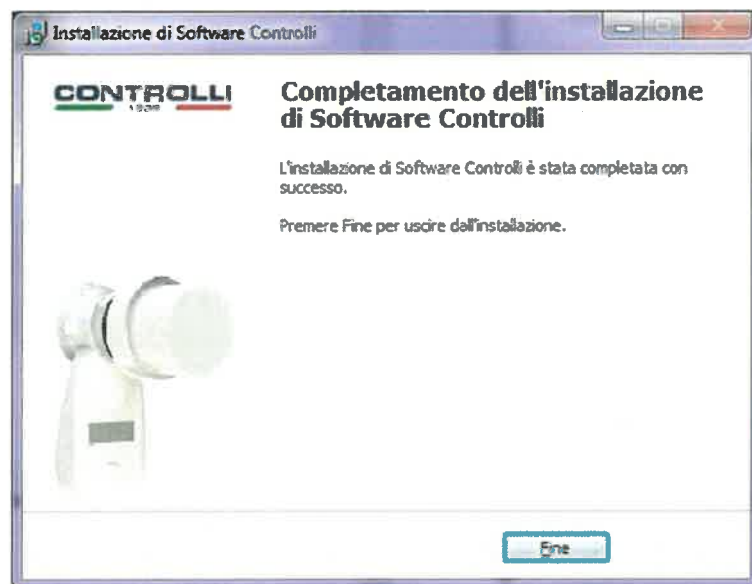 Installazione di Software Controlli
CONTROLLI
Completamento dell'installazione
di Software Controlli
L'installazione di Software Controlli è stata completata con
successo.
Premere Fine per uscire dall'installazione.
Fine